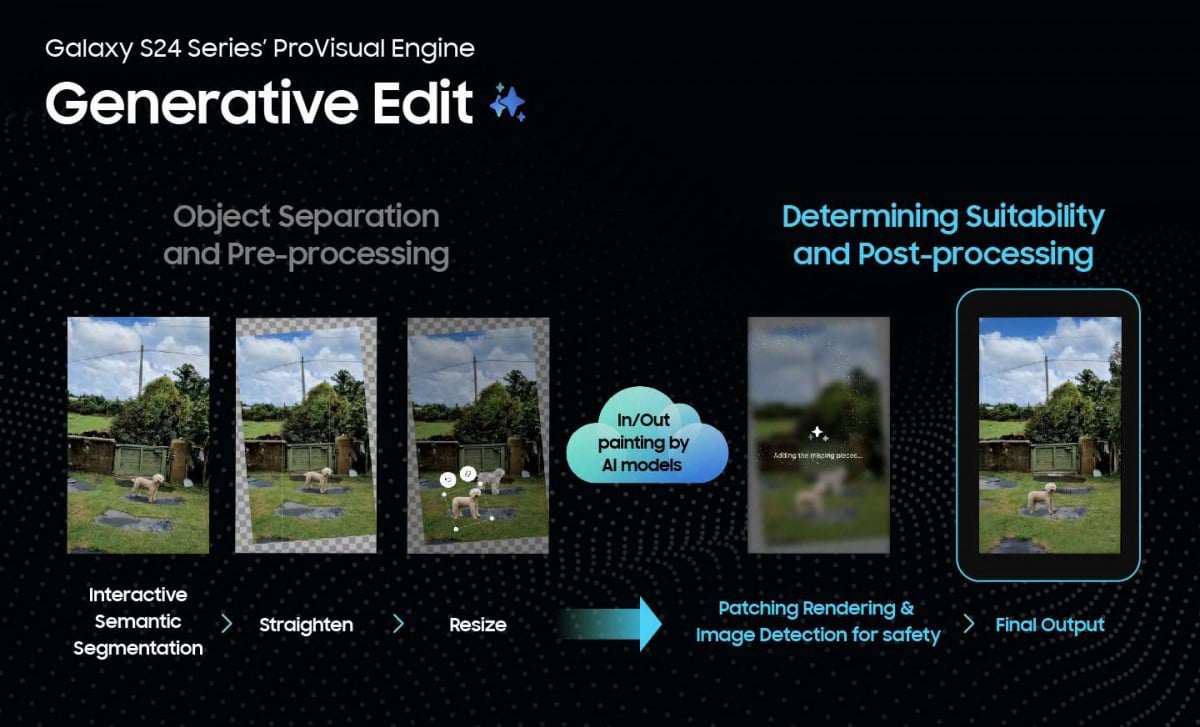 Galaxy S24 Series' ProVisual Engine
Generative Edit
Object Separation
and Pre-processing
Determining Suitability
and Post-processing
In/Out
painting by
AI models
Adding the missing pieces...
Interactive
Semantic
Segmentation
Straighten
Resize
Patching Rendering &
Image Detection for safety
Final Output